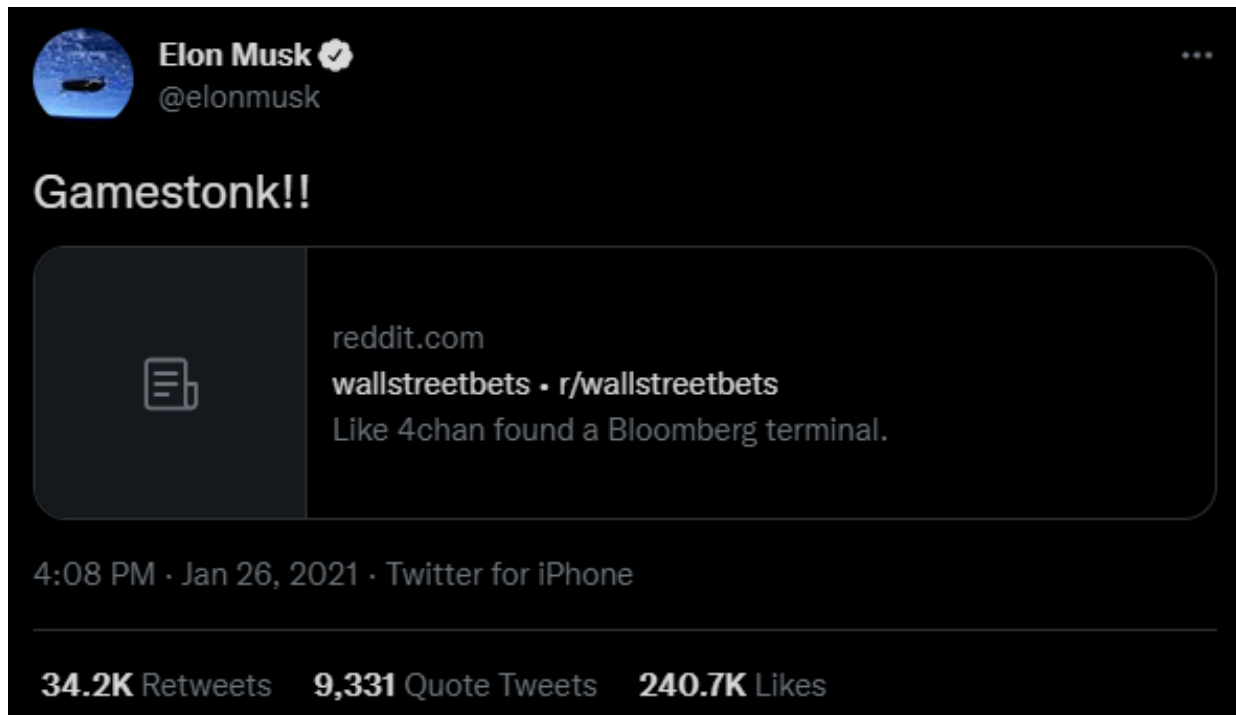 Elon Musk
@elonmusk
Gamestonk!!
reddit.com
wallstreetbets • r/wallstreetbets
Like 4chan found a Bloomberg terminal.
4:08 PM · Jan 26, 2021 · Twitter for iPhone
34.2K Retweets 9,331 Quote Tweets 240.7K Likes